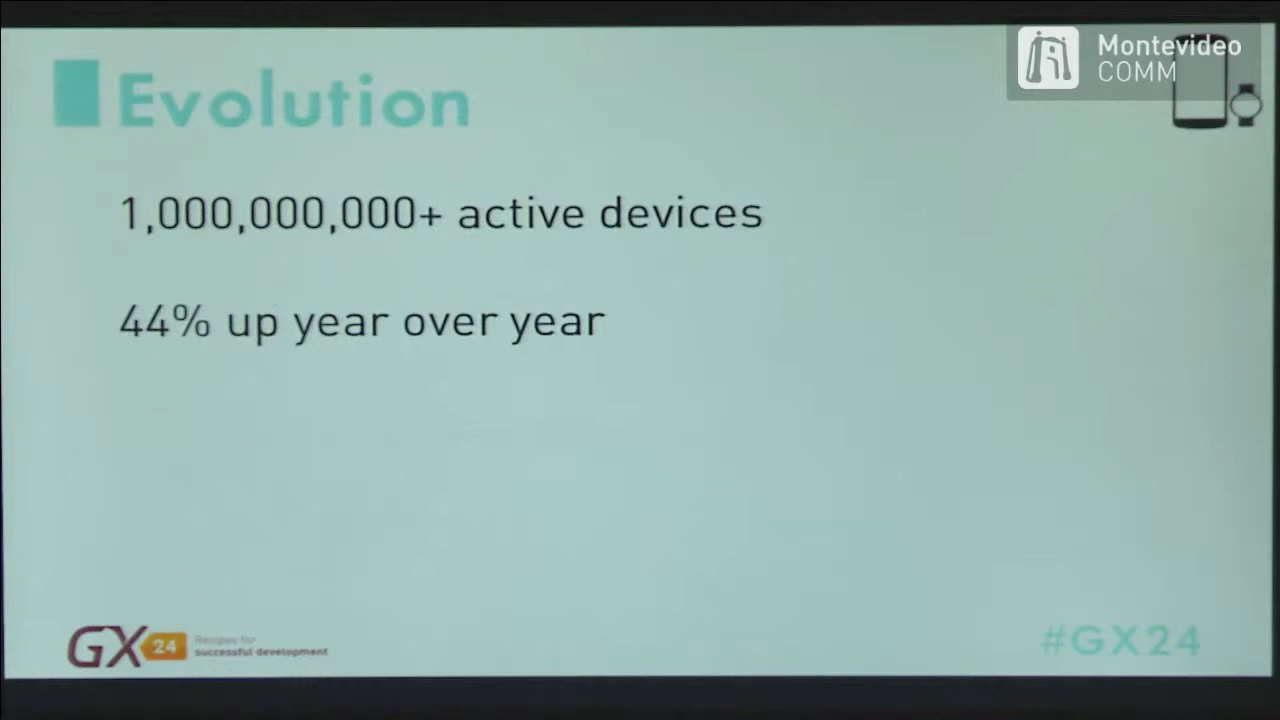 Montevideo
COMM
Evolution
1,000,000,000+ active devices
44% up year over year
GX 24
Recipes for
successful development
#GX24